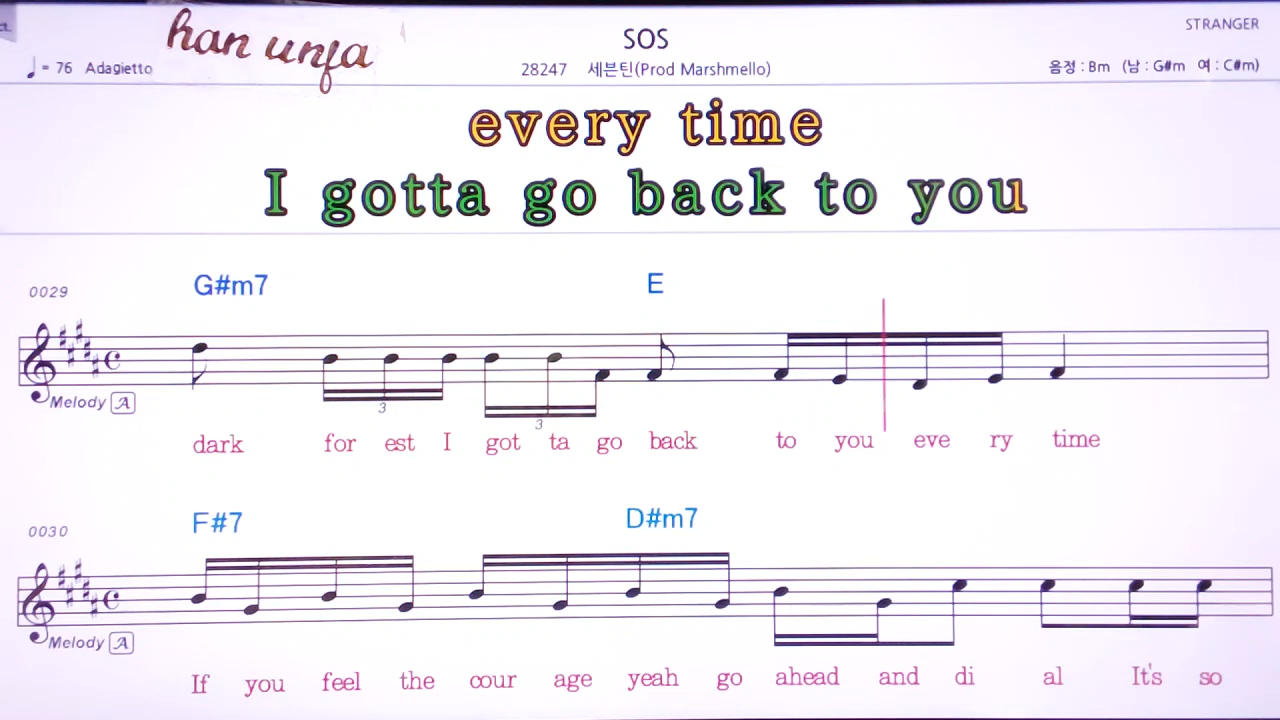 han unfa
SOS
STRANGER
♩ = 76 Adagietto
28247 세븐틴(Prod Marshmello)
음정 : Bm (남 : G#m 여 : C#m)
every time
I gotta go back to you
G#m7 E
0029
3 3
Melody A
dark for est I got ta go back to you eve ry time
F#7 D#m7
0030
Melody A
If you feel the cour age yeah go ahead and di al It's so